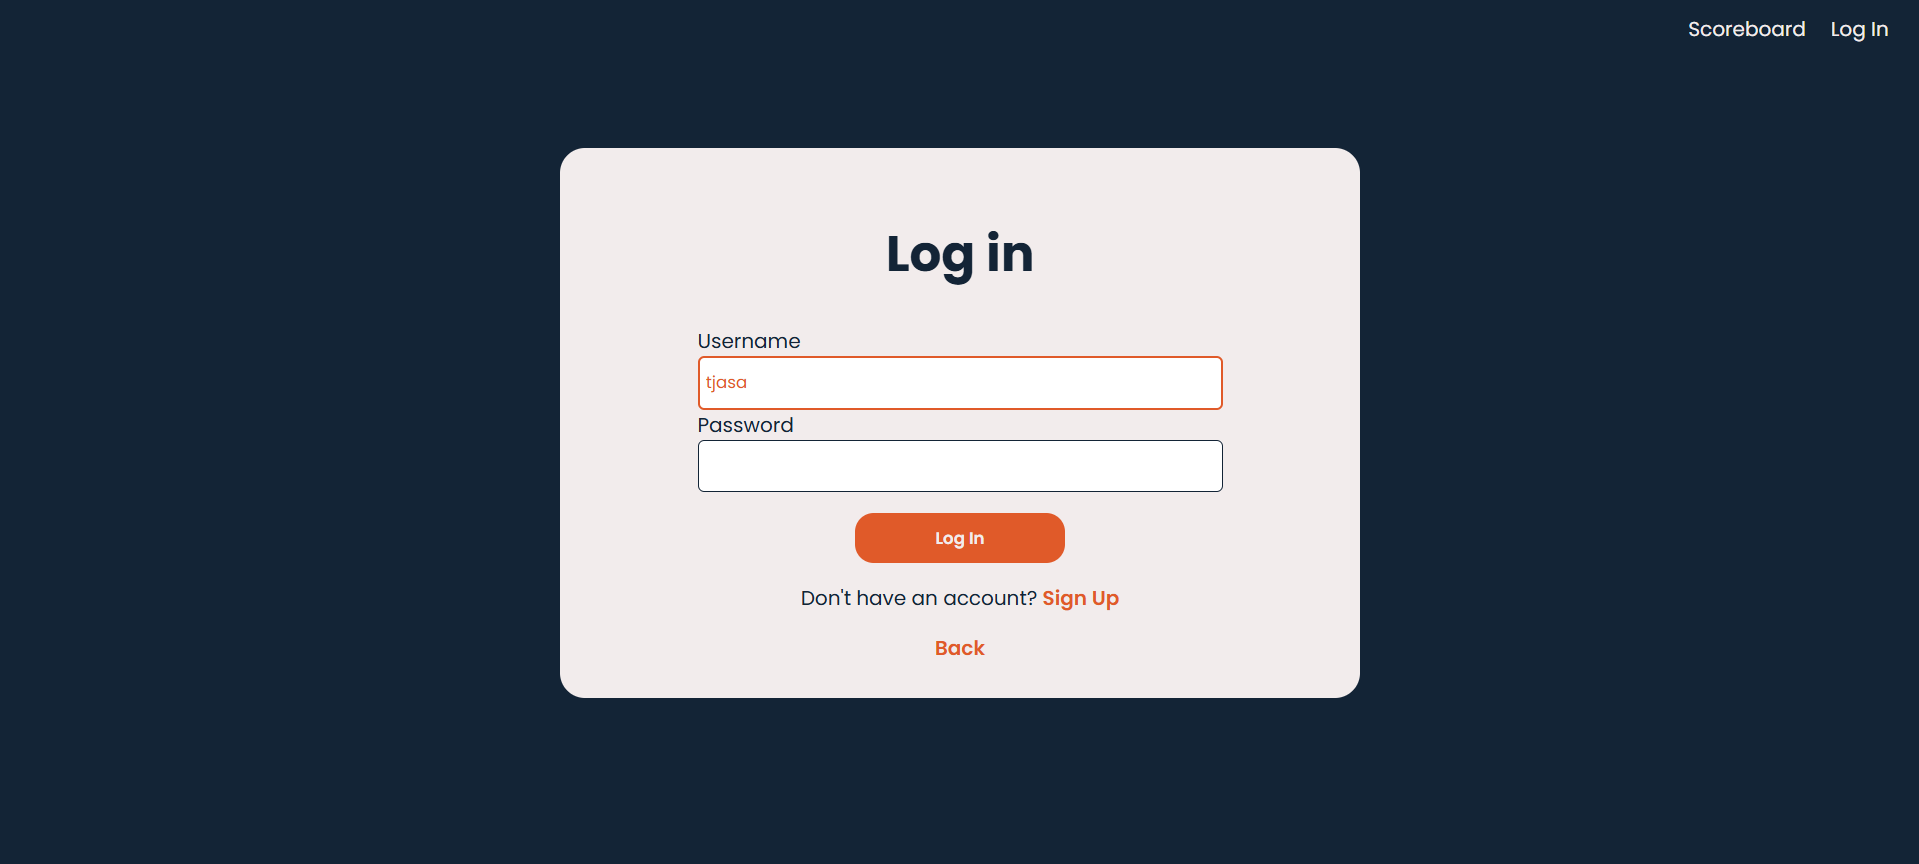 Scoreboard Log In
Log in
Username
tjasa
Password
Log In
Don't have an account? Sign Up
Back